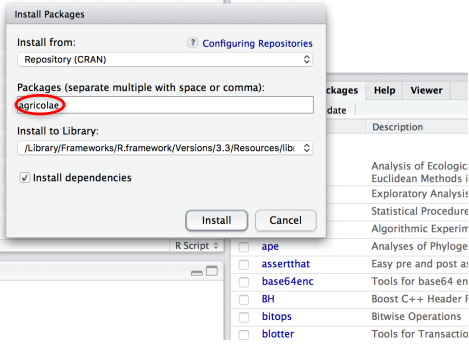 Install Packages
Install from:
? Configuring Repositories
Repository (CRAN)
Packages (separate multiple with space or comma):
agricolae
Install to Library:
/Library/Frameworks/R.framework/Versions/3.3/Resources/libr
Install dependencies
Install
Cancel
R Script
Help
Viewer
Description
Analysis of Ecologic
Euclidean Methods i
Exploratory Analysis
Statistical Procedure
Algorithmic Experim
ape
Analyses of Phyloge
assertthat
Easy pre and post as
base64enc
Tools for base64 en
BH
Boost C++ Header F
bitops
Bitwise Operations
blotter
Tools for Transactio